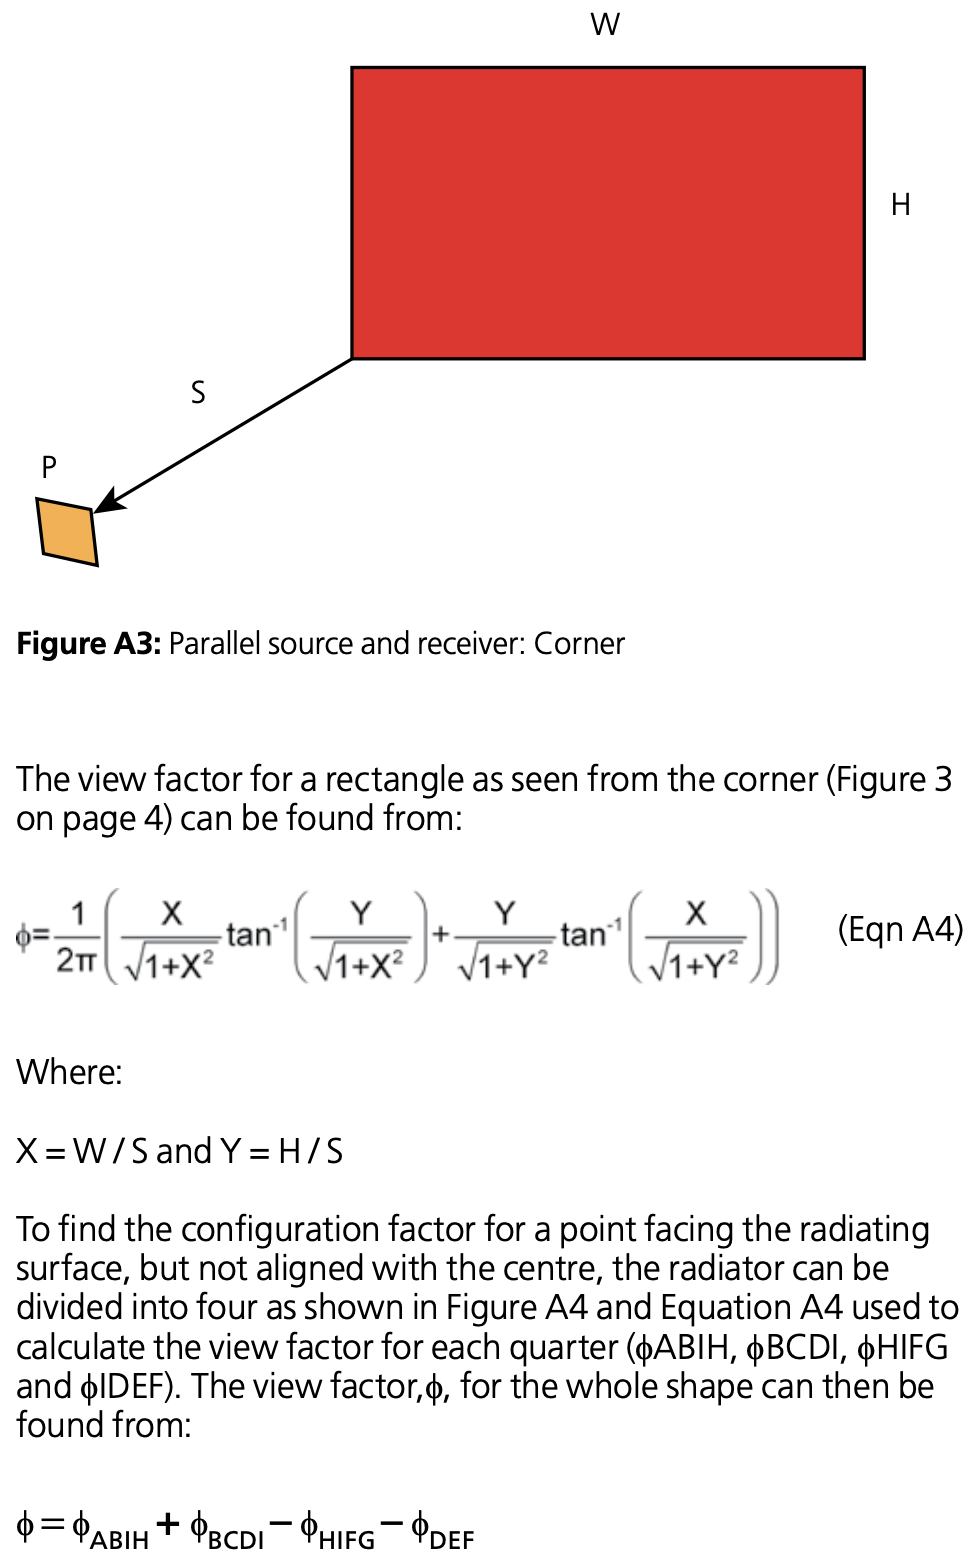 W
H
S
P
Figure A3: Parallel source and receiver: Corner
The view factor for a rectangle as seen from the corner (Figure 3
on page 4) can be found from:
ϕ=1/2π(X/√1+X² tan⁻¹(Y/√1+X²)+Y/√1+Y² tan⁻¹(X/√1+Y²)) (Eqn A4)
Where:
X = W / S and Y = H / S
To find the configuration factor for a point facing the radiating
surface, but not aligned with the centre, the radiator can be
divided into four as shown in Figure A4 and Equation A4 used to
calculate the view factor for each quarter (ϕABIH, ϕBCDI, ϕHIFG
and ϕIDEF). The view factor,ϕ, for the whole shape can then be
found from:
ϕ = ϕABIH + ϕBCDI − ϕHIFG − ϕDEF